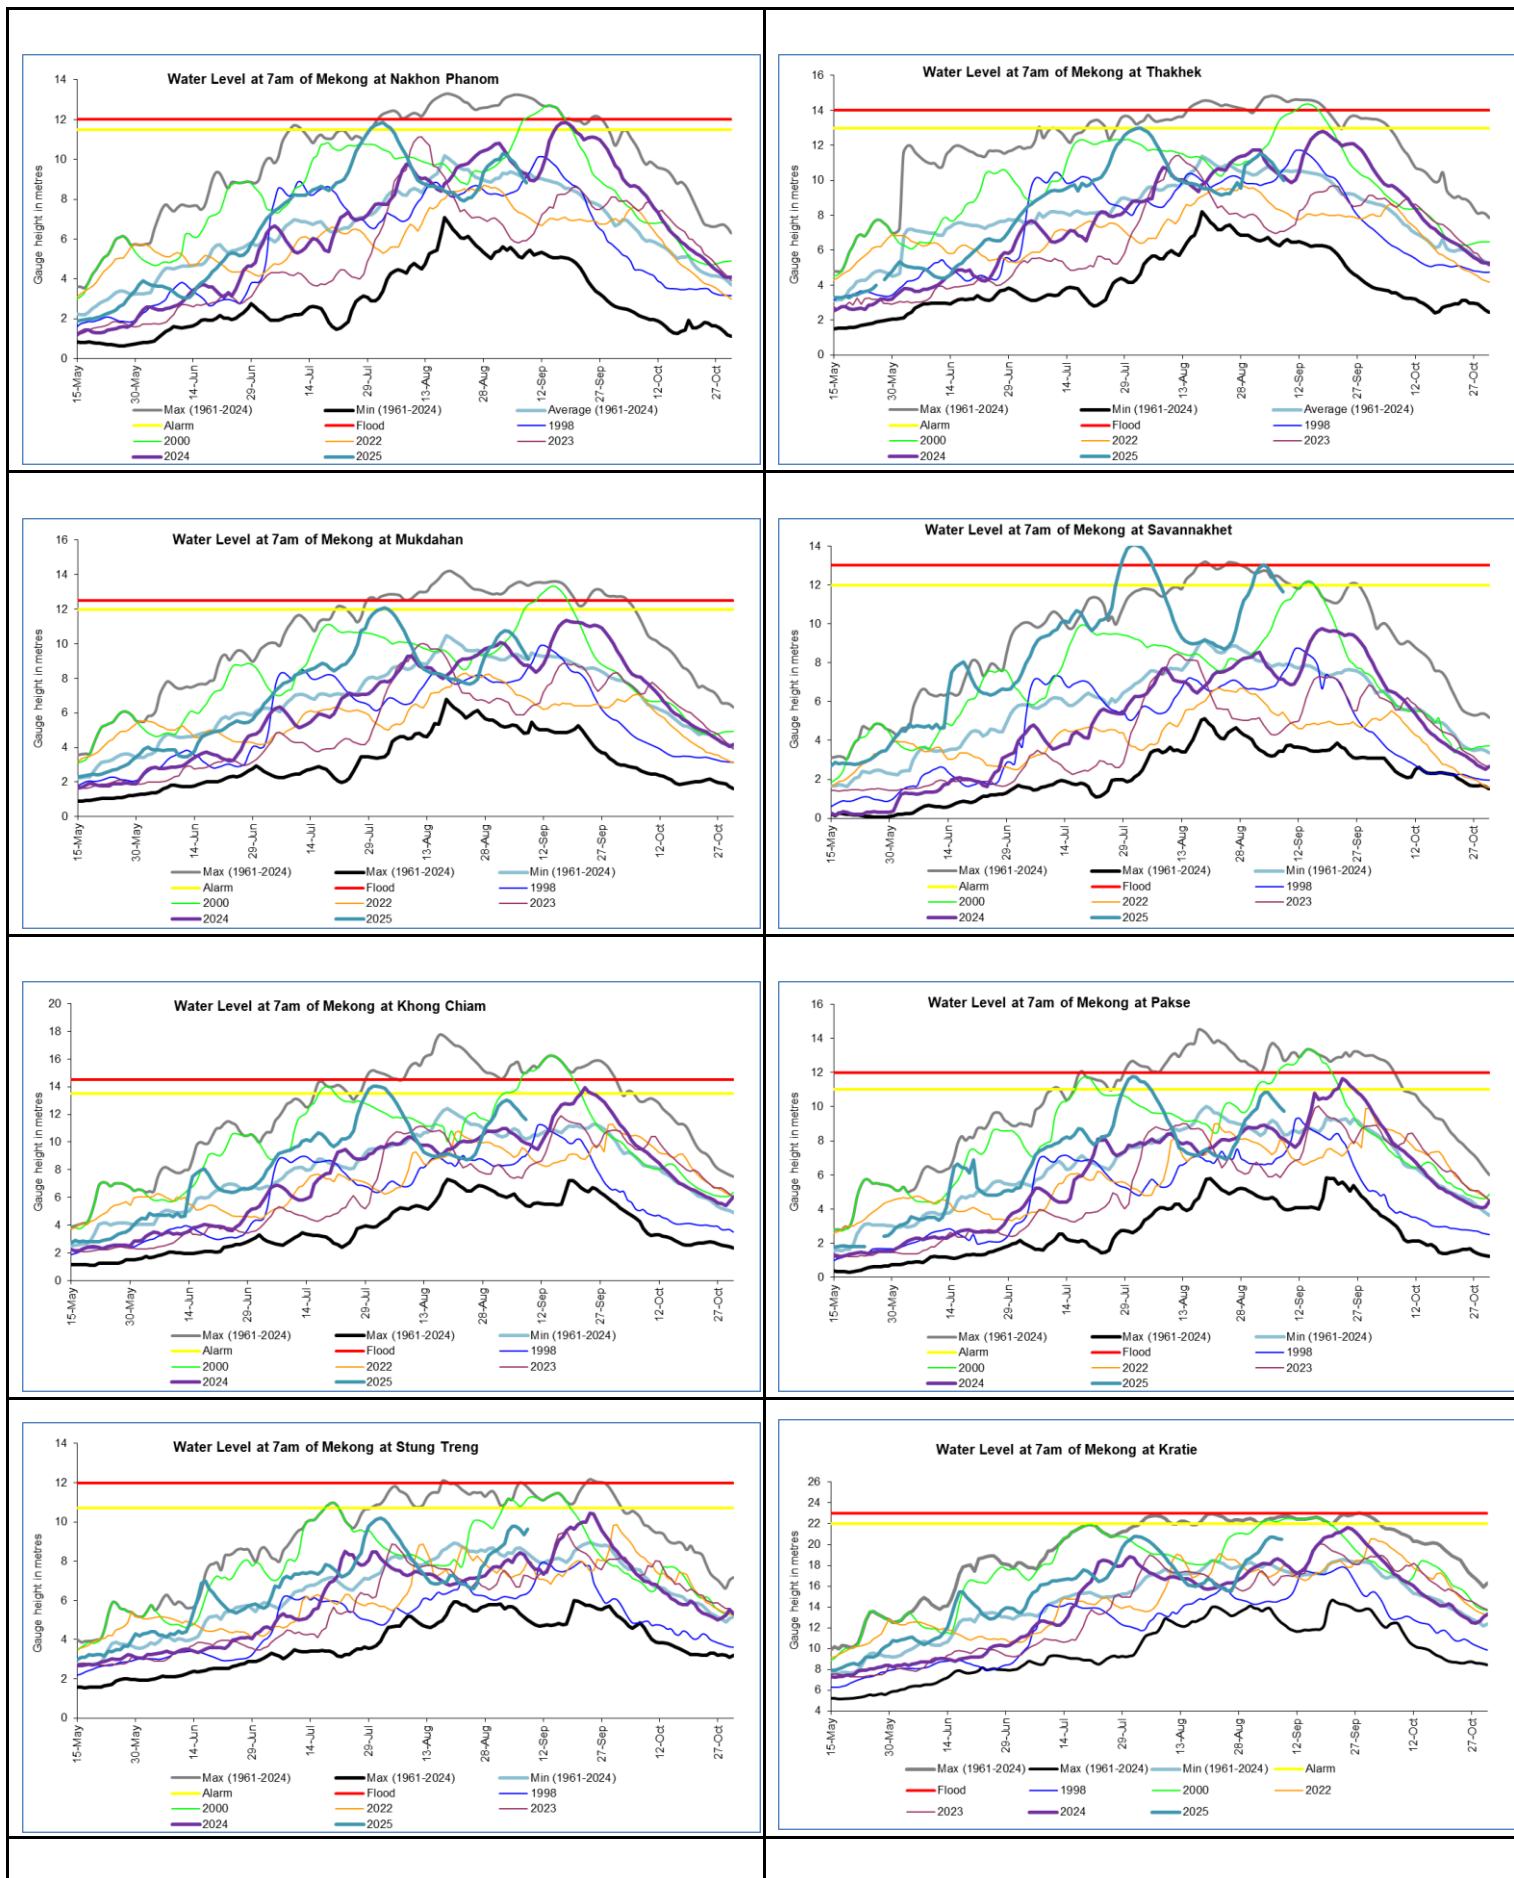 Water Level at 7am of Mekong at Nakhon Phanom
Gauge height in metres
14
12
10
8
6
4
2
0
15-May
30-May
14-Jun
29-Jun
14-Jul
29-Jul
13-Aug
28-Aug
12-Sep
27-Sep
12-Oct
27-Oct
Max (1961-2024) Min (1961-2024) Average (1961-2024)
Alarm Flood 1998
2000 2022 2023
2024 2025
Water Level at 7am of Mekong at Thakhek
Gauge height in metres
16
14
12
10
8
6
4
2
0
15-May
30-May
14-Jun
29-Jun
14-Jul
29-Jul
13-Aug
28-Aug
12-Sep
27-Sep
12-Oct
27-Oct
Max (1961-2024) Min (1961-2024) Average (1961-2024)
Alarm Flood 1998
2000 2022 2023
2024 2025
Water Level at 7am of Mekong at Mukdahan
Gauge height in metres
16
14
12
10
8
6
4
2
0
15-May
30-May
14-Jun
29-Jun
14-Jul
29-Jul
13-Aug
28-Aug
12-Sep
27-Sep
12-Oct
27-Oct
Max (1961-2024) Max (1961-2024) Min (1961-2024)
Alarm Flood 1998
2000 2022 2023
2024 2025
Water Level at 7am of Mekong at Savannakhet
Gauge height in metres
14
12
10
8
6
4
2
0
15-May
30-May
14-Jun
29-Jun
14-Jul
29-Jul
13-Aug
28-Aug
12-Sep
27-Sep
12-Oct
27-Oct
Max (1961-2024) Max (1961-2024) Min (1961-2024)
Alarm Flood 1998
2000 2022 2023
2024 2025
Water Level at 7am of Mekong at Khong Chiam
Gauge height in metres
20
18
16
14
12
10
8
6
4
2
0
15-May
30-May
14-Jun
29-Jun
14-Jul
29-Jul
13-Aug
28-Aug
12-Sep
27-Sep
12-Oct
27-Oct
Max (1961-2024) Max (1961-2024) Min (1961-2024)
Alarm Flood 1998
2000 2022 2023
2024 2025
Water Level at 7am of Mekong at Pakse
Gauge height in metres
16
14
12
10
8
6
4
2
0
15-May
30-May
14-Jun
29-Jun
14-Jul
29-Jul
13-Aug
28-Aug
12-Sep
27-Sep
12-Oct
27-Oct
Max (1961-2024) Max (1961-2024) Min (1961-2024)
Alarm Flood 1998
2000 2022 2023
2024 2025
Water Level at 7am of Mekong at Stung Treng
Gauge height in metres
14
12
10
8
6
4
2
0
15-May
30-May
14-Jun
29-Jun
14-Jul
29-Jul
13-Aug
28-Aug
12-Sep
27-Sep
12-Oct
27-Oct
Max (1961-2024) Max (1961-2024) Min (1961-2024)
Alarm Flood 1998
2000 2022 2023
2024 2025
Water Level at 7am of Mekong at Kratie
Gauge height in metres
26
24
22
20
18
16
14
12
10
8
6
4
15-May
30-May
14-Jun
29-Jun
14-Jul
29-Jul
13-Aug
28-Aug
12-Sep
27-Sep
12-Oct
27-Oct
Max (1961-2024) Max (1961-2024) Min (1961-2024) Alarm
Flood 1998 2000 2022
2023 2024 2025